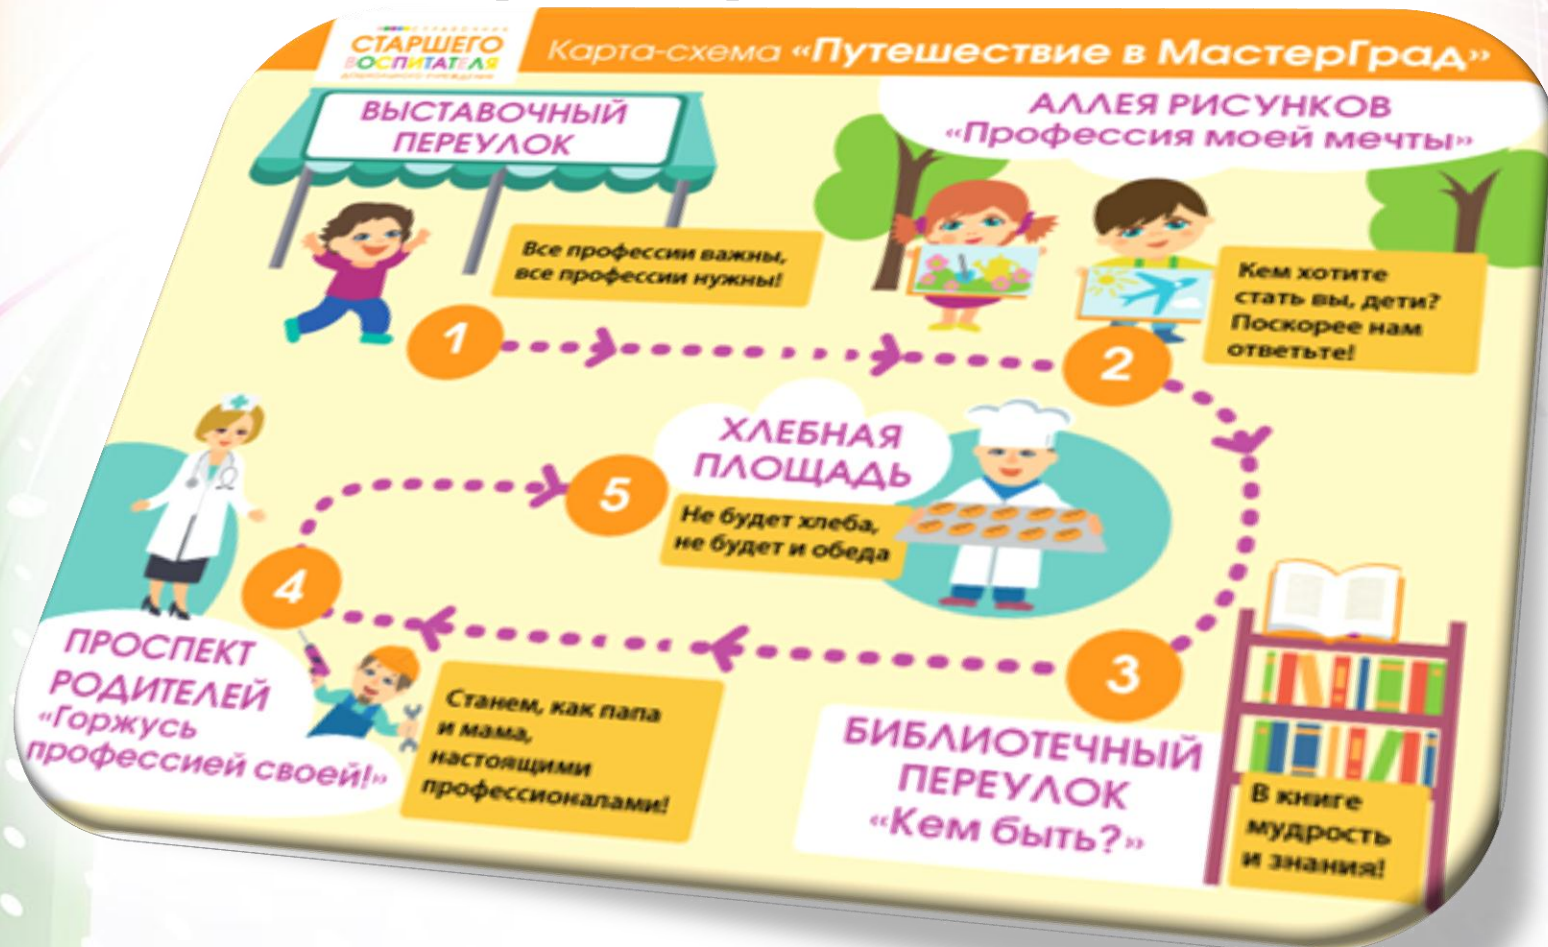 СПРАВОЧНИК
СТАРШЕГО
ВОСПИТАТЕЛЯ
ДОШКОЛЬНОГО УЧРЕЖДЕНИЯ
Карта-схема «Путешествие в МастерГрад»
ВЫСТАВОЧНЫЙ
ПЕРЕУЛОК
Все профессии важны,
все профессии нужны!
1
АЛЛЕЯ РИСУНКОВ
«Профессия моей мечты»
Кем хотите
стать вы, дети?
Поскорее нам
ответьте!
2
ХЛЕБНАЯ
ПЛОЩАДЬ
5
Не будет хлеба,
не будет и обеда
4
ПРОСПЕКТ
РОДИТЕЛЕЙ
«Горжусь
профессией своей!»
Станем, как папа
и мама,
настоящими
профессионалами!
3
БИБЛИОТЕЧНЫЙ
ПЕРЕУЛОК
«Кем быть?»
В книге
мудрость
и знания!